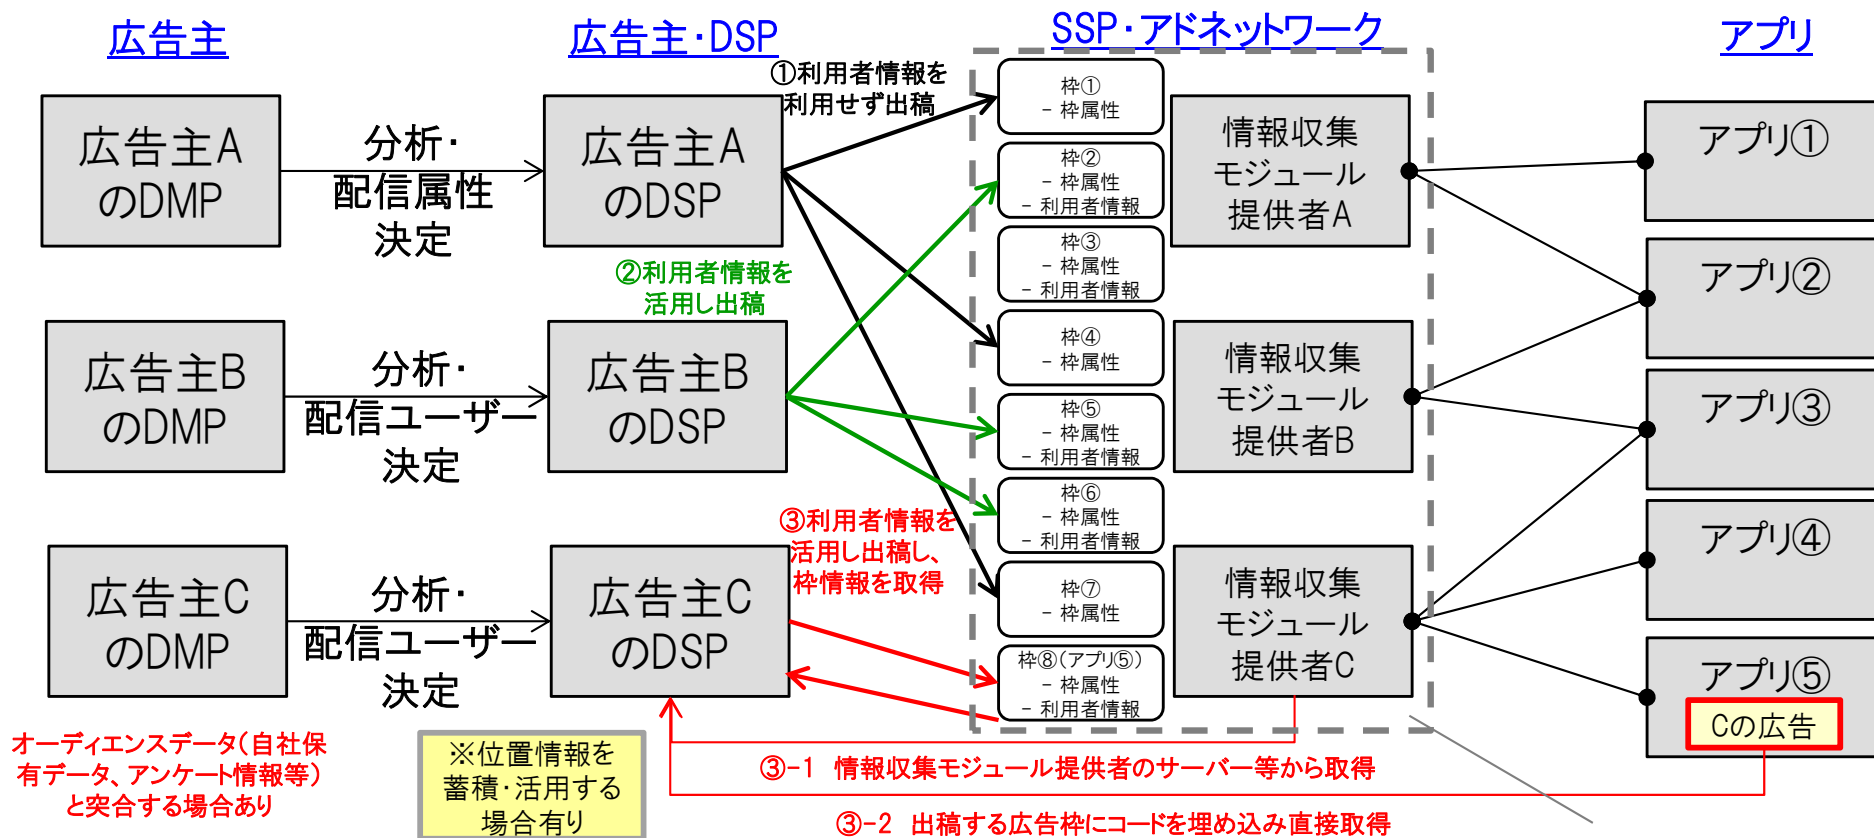 広告主
広告主・DSP
SSP・アドネットワーク
アプリ
広告主A
のDMP
分析・
配信属性
決定
広告主A
のDSP
①利用者情報を
利用せず出稿
枠①
- 枠属性
枠②
- 枠属性
- 利用者情報
枠③
- 枠属性
- 利用者情報
情報収集
モジュール
提供者A
アプリ①
アプリ②
広告主B
のDMP
分析・
配信ユーザー
決定
②利用者情報を
活用し出稿
広告主B
のDSP
枠④
- 枠属性
枠⑤
- 枠属性
- 利用者情報
枠⑥
- 枠属性
- 利用者情報
情報収集
モジュール
提供者B
アプリ③
アプリ④
広告主C
のDMP
分析・
配信ユーザー
決定
広告主C
のDSP
③利用者情報を
活用し出稿し、
枠情報を取得
枠⑦
- 枠属性
枠⑧(アプリ⑤)
- 枠属性
- 利用者情報
情報収集
モジュール
提供者C
アプリ⑤
Cの広告
オーディエンスデータ(自社保
有データ、アンケート情報等)
と突合する場合あり
※位置情報を
蓄積・活用する
場合有り
③-1 情報収集モジュール提供者のサーバー等から取得
③-2 出稿する広告枠にコードを埋め込み直接取得